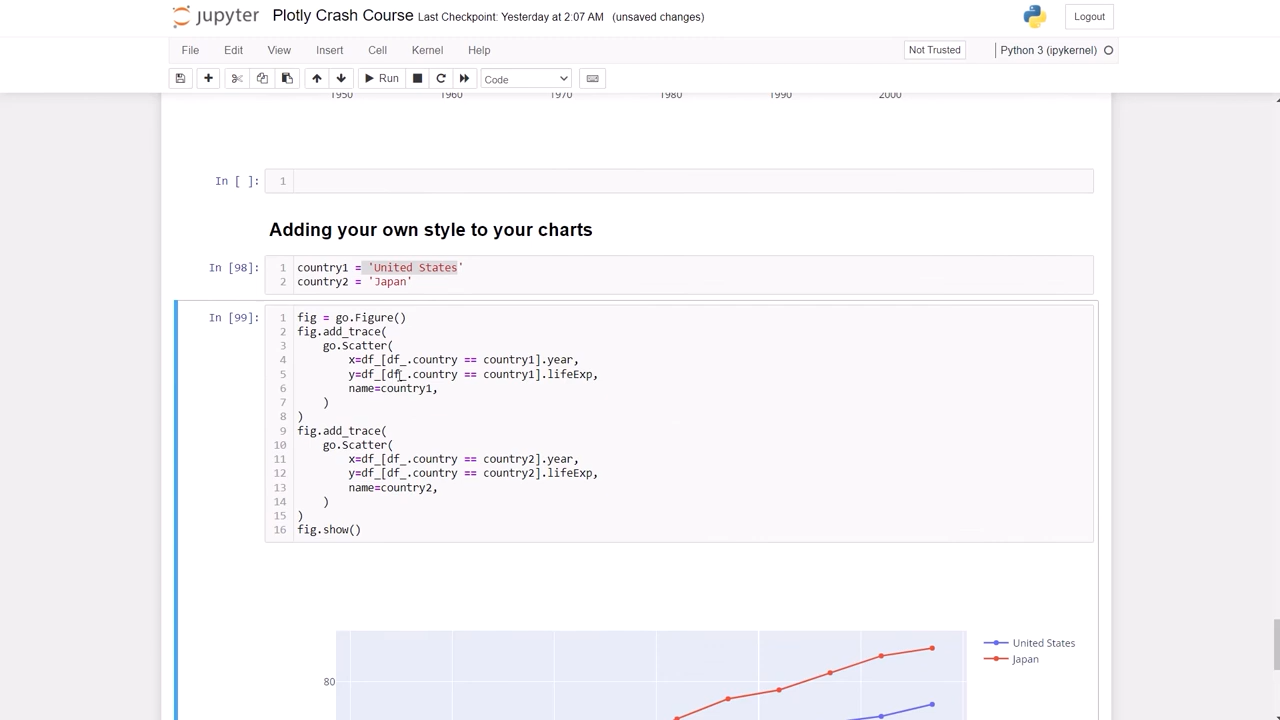 jupyter Plotly Crash Course Last Checkpoint: Yesterday at 2:07 AM (unsaved changes) Logout
File Edit View Insert Cell Kernel Help Not Trusted Python 3 (ipykernel)
Run Code
1950 1960 1970 1980 1990 2000
In [ ]: 1
Adding your own style to your charts
In [98]: 1 country1 = 'United States'
2 country2 = 'Japan'
In [99]: 1 fig = go.Figure()
2 fig.add_trace(
3 go.Scatter(
4 x=df_[df_.country == country1].year,
5 y=df_[df_.country == country1].lifeExp,
6 name=country1,
7 )
8 )
9 fig.add_trace(
10 go.Scatter(
11 x=df_[df_.country == country2].year,
12 y=df_[df_.country == country2].lifeExp,
13 name=country2,
14 )
15 )
16 fig.show()
United States
Japan
80